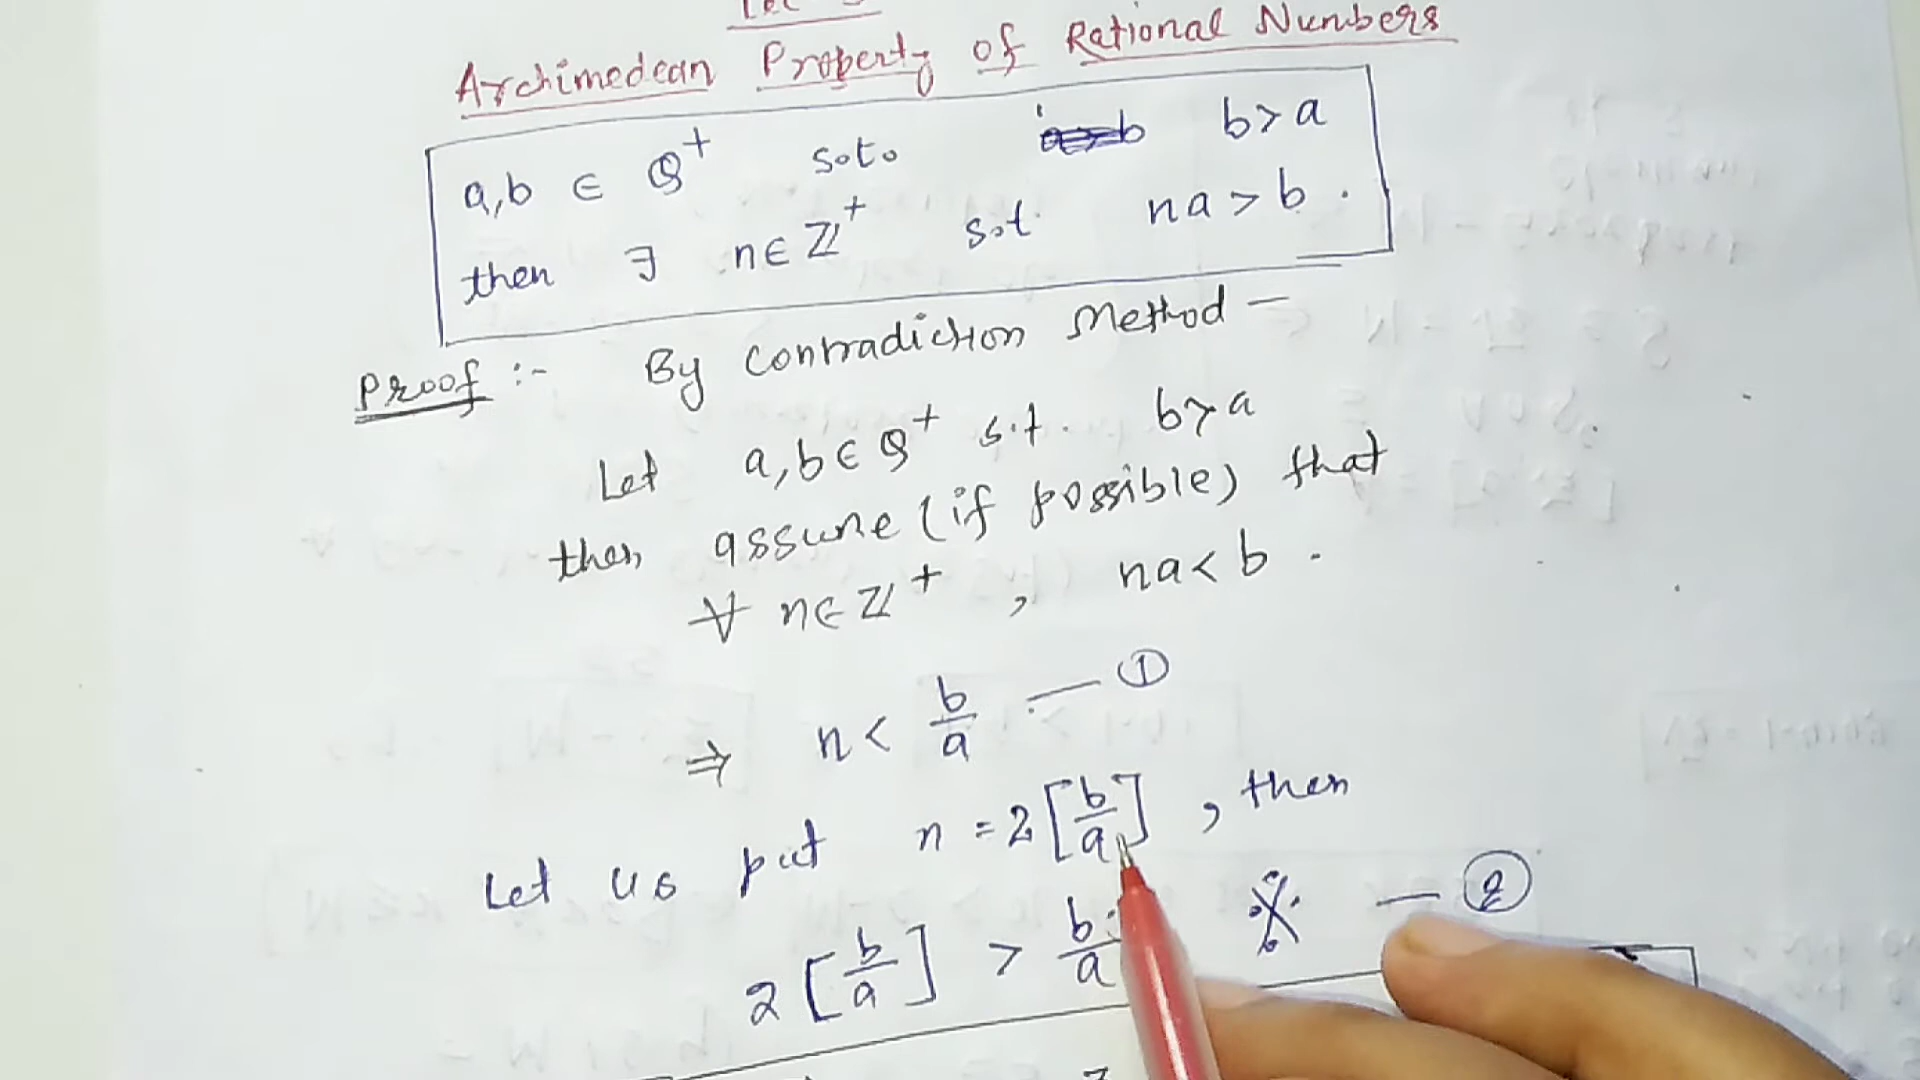 Archimedean Property of Rational Numbers
a,b ∈ Q⁺ s.t. b>a
then ∃ n∈ℤ⁺ s.t. na>b.
Proof :- By Contradiction Method —
Let a,b∈Q⁺ s.t. b>a
then assume (if possible) that
∀ n∈ℤ⁺, na<b.
⇒ n< b/a — ①
Let us put n = 2[b/a], then
2[b/a] > b/a ※ — ②